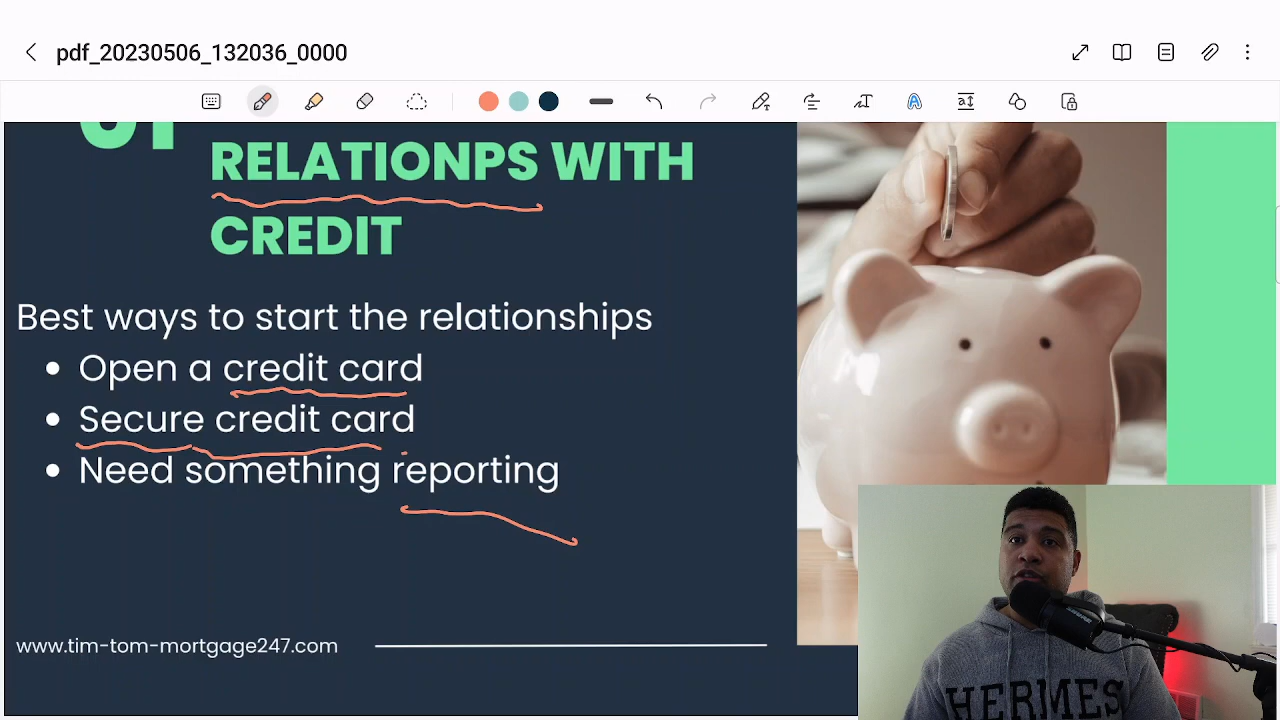 pdf_20230506_132036_0000
01
RELATIONPS WITH
CREDIT
Best ways to start the relationships
• Open a credit card
• Secure credit card
• Need something reporting
www.tim-tom-mortgage247.com
HERMES